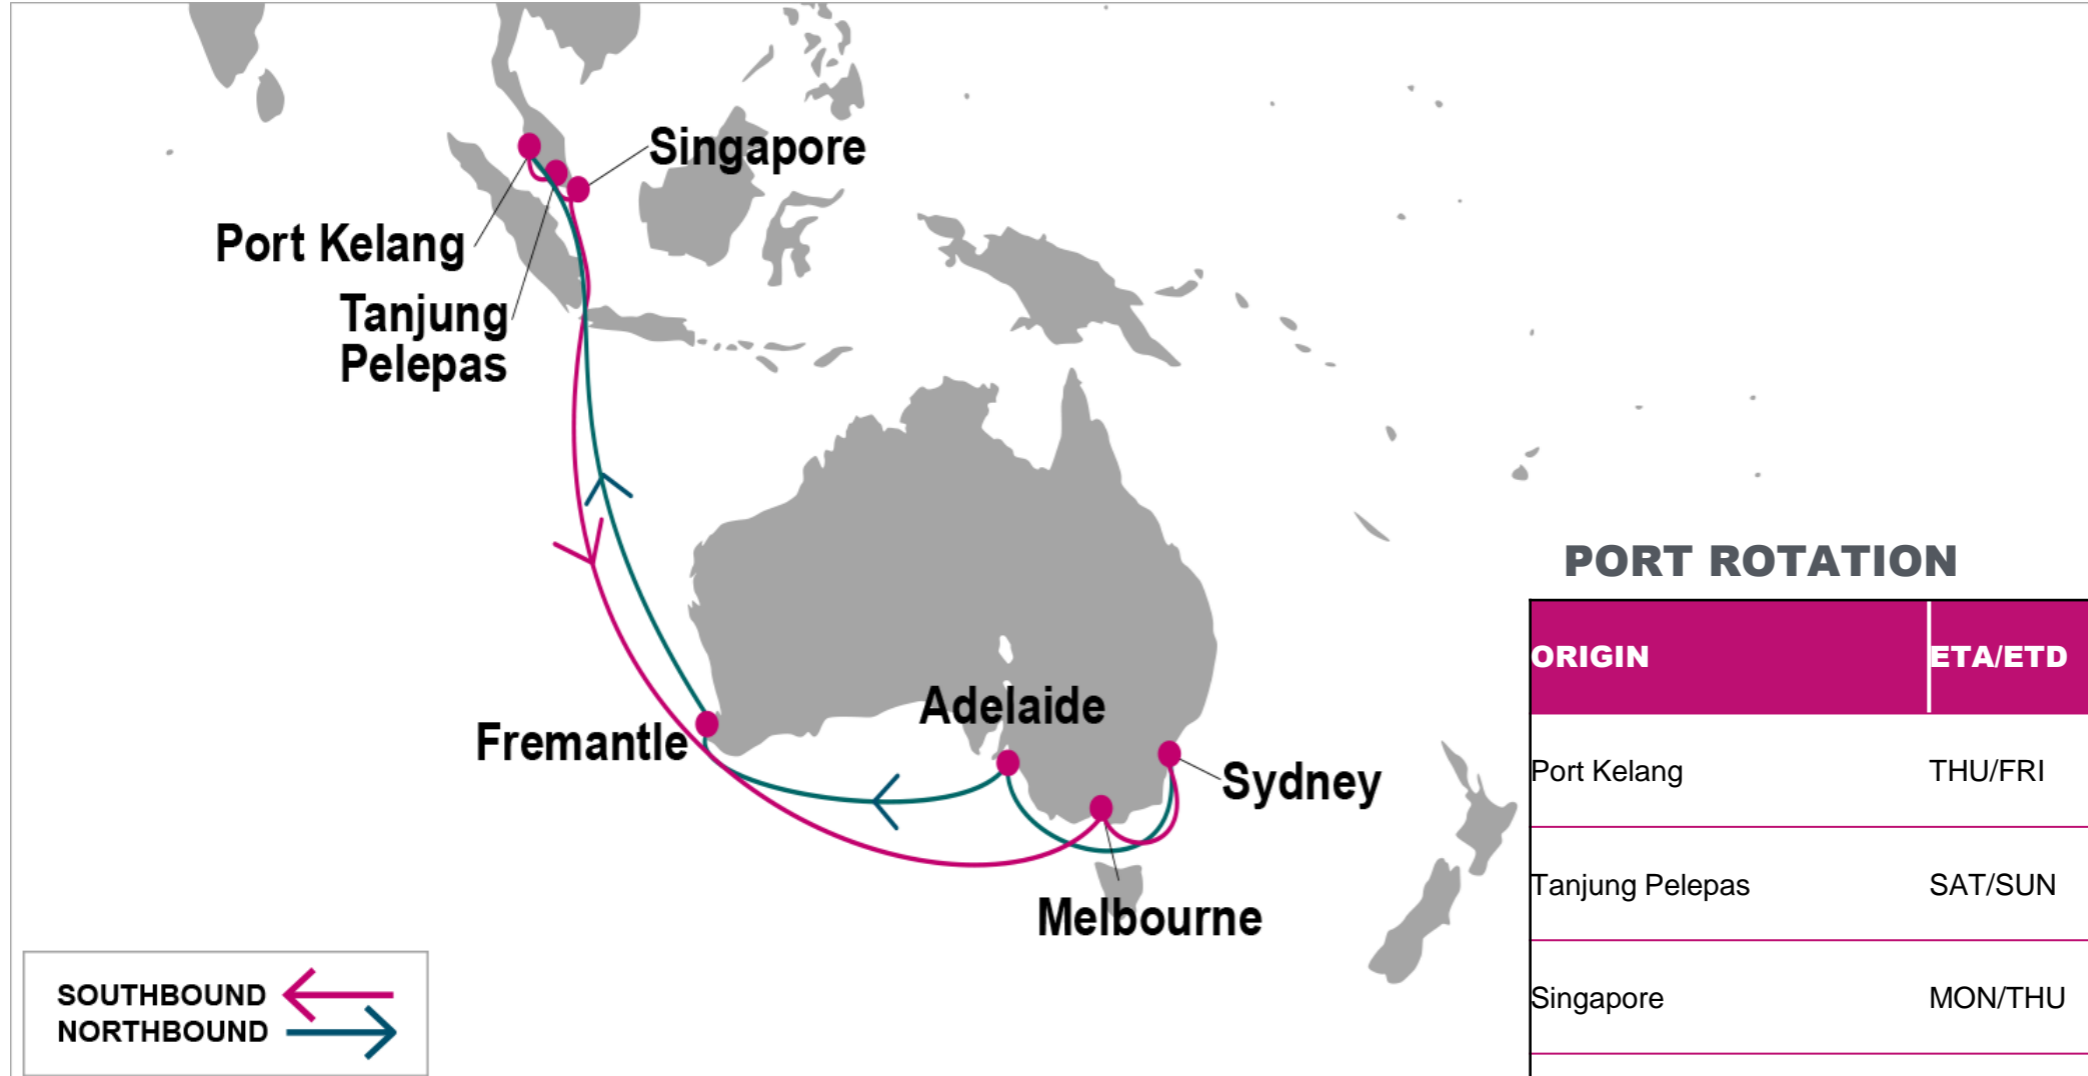 Singapore
Port Kelang
Tanjung
Pelepas
Fremantle
Adelaide
Sydney
Melbourne
SOUTHBOUND
NORTHBOUND
PORT ROTATION
ORIGIN ETA/ETD
Port Kelang THU/FRI
Tanjung Pelepas SAT/SUN
Singapore MON/THU